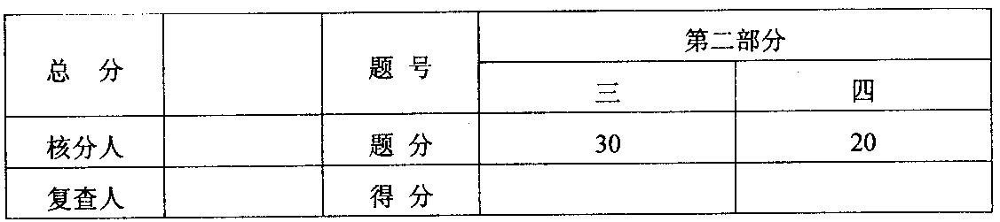 总 分 题 号 第二部分
三 四
核分人 题 分 30 20
复查人 得 分